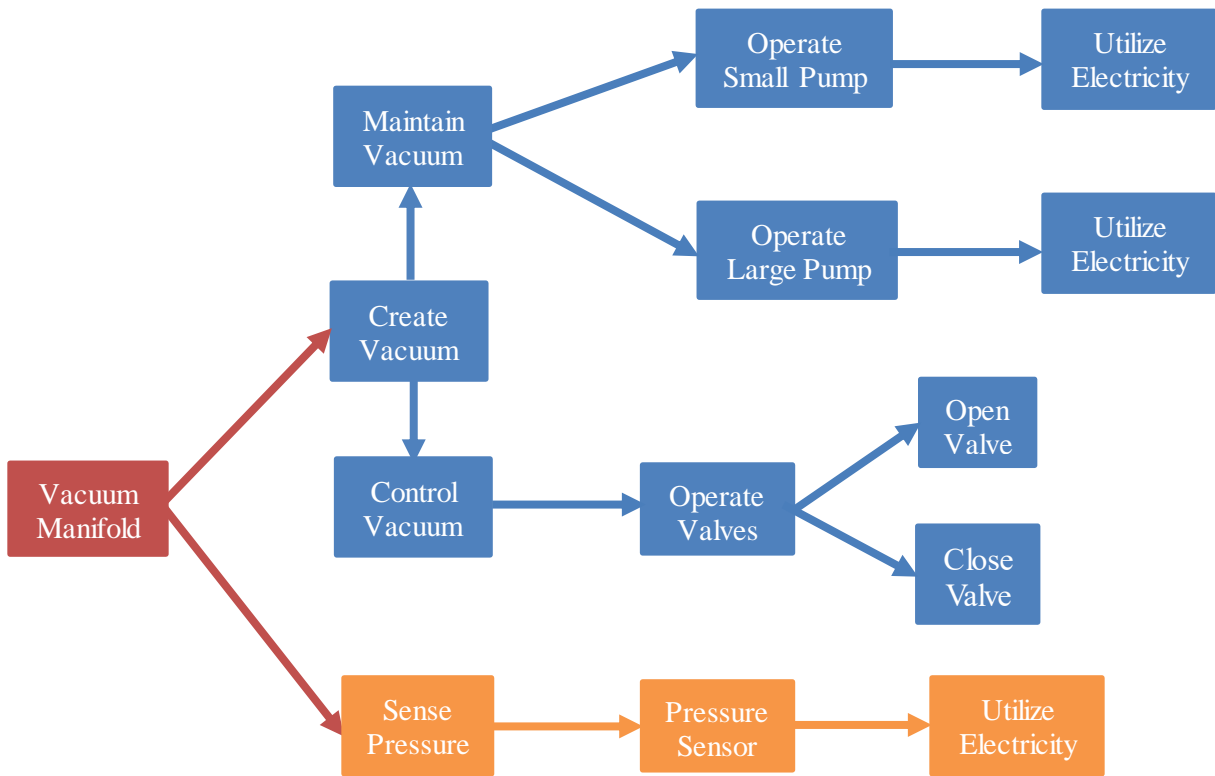 Operate
Small Pump
Utilize
Electricity
Maintain
Vacuum
Operate
Large Pump
Utilize
Electricity
Create
Vacuum
Open
Valve
Vacuum
Manifold
Control
Vacuum
Operate
Valves
Close
Valve
Sense
Pressure
Pressure
Sensor
Utilize
Electricity